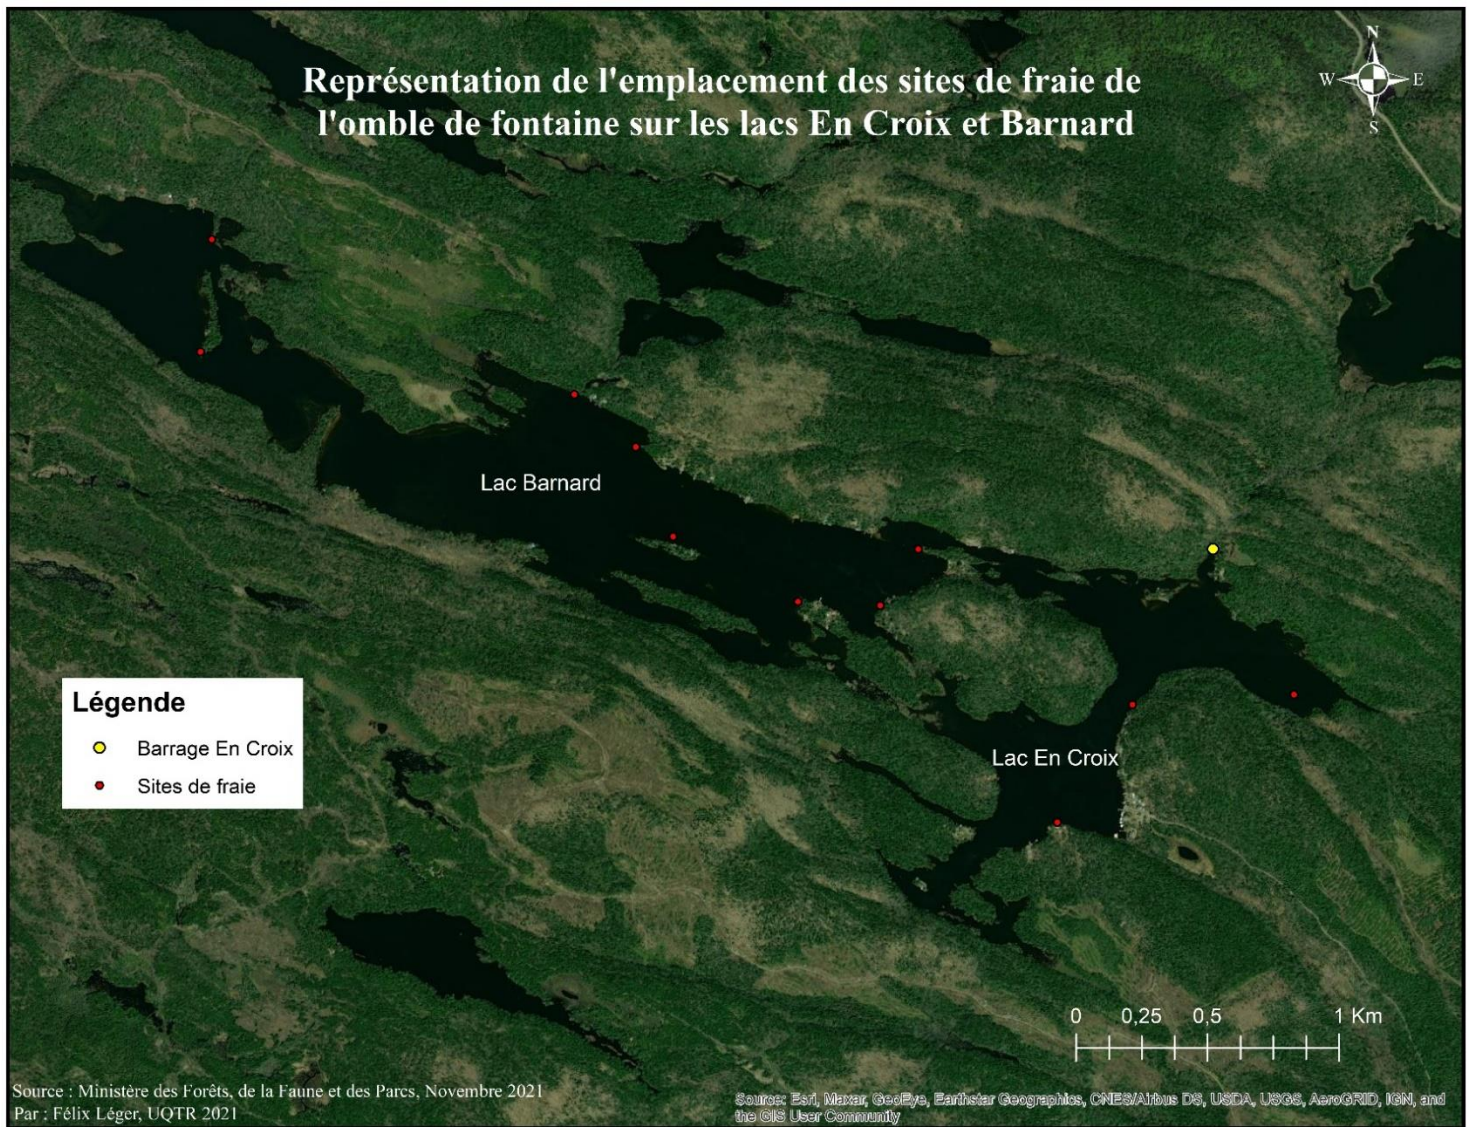 Représentation de l'emplacement des sites de fraie de
l'omble de fontaine sur les lacs En Croix et Barnard
N
W
E
S
Lac Barnard
Lac En Croix
Légende
Barrage En Croix
Sites de fraie
0 0,25 0,5 1 Km
Source : Ministère des Forêts, de la Faune et des Parcs, Novembre 2021
Par : Félix Léger, UQTR 2021
Source: Esri, Maxar, GeoEye, Earthstar Geographics, CNES/Airbus DS, USDA, USGS, AeroGRID, IGN, and
the GIS User Community